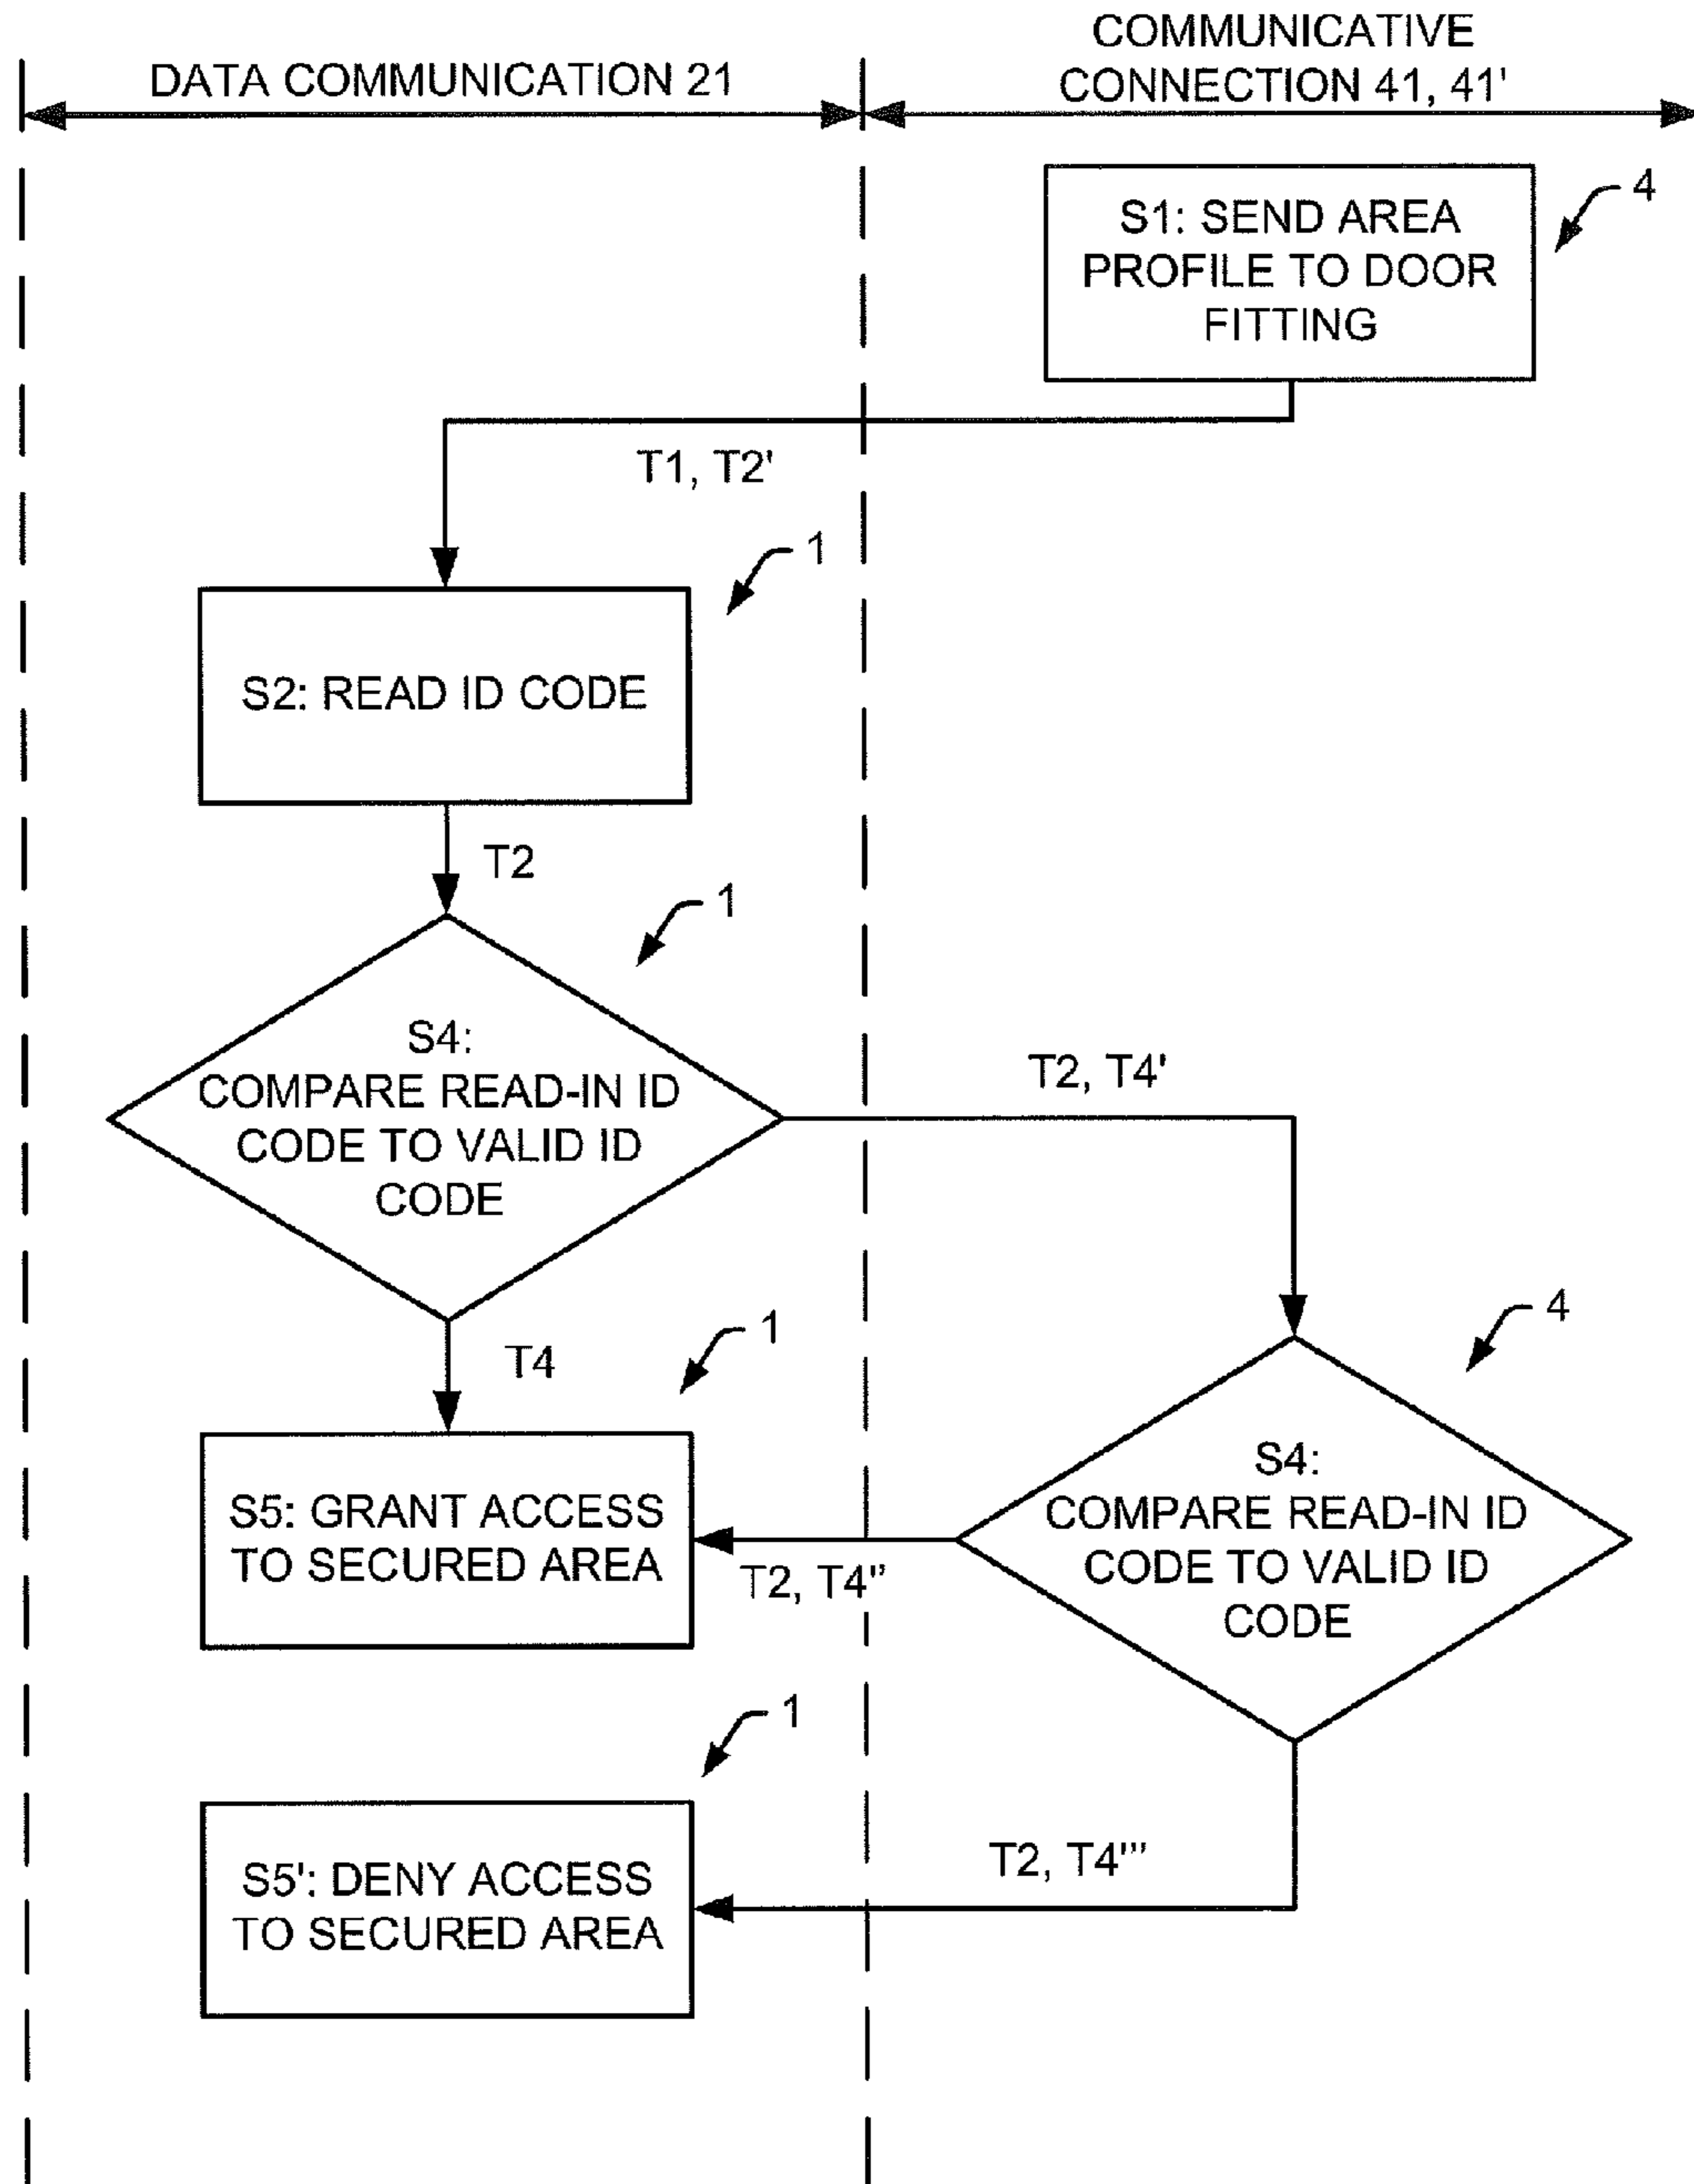 DATA COMMUNICATION 21
COMMUNICATIVE
CONNECTION 41, 41'
S1: SEND AREA
PROFILE TO DOOR
FITTING
4
T1, T2'
1
S2: READ ID CODE
T2
1
S4:
COMPARE READ-IN ID
CODE TO VALID ID
CODE
T2, T4'
T4
1
4
S5: GRANT ACCESS
TO SECURED AREA
T2, T4''
S4:
COMPARE READ-IN ID
CODE TO VALID ID
CODE
1
S5': DENY ACCESS
TO SECURED AREA
T2, T4'''